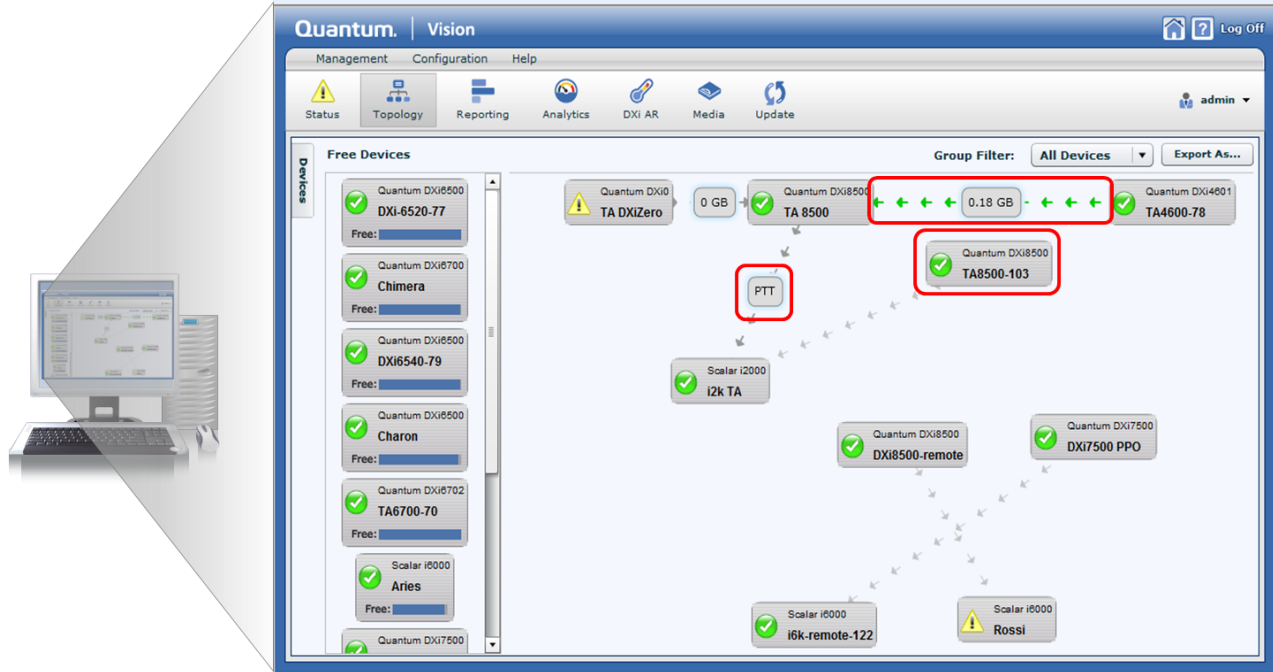 Quantum. | Vision
Log Off
Management Configuration Help
Status Topology Reporting Analytics DXi AR Media Update
admin
Devices
Free Devices
Group Filter: All Devices Export As...
Quantum DXi6500
DXi-6520-77
Free:
Quantum DXi6700
Chimera
Free:
Quantum DXi6500
DXi6540-79
Free:
Quantum DXi6500
Charon
Free:
Quantum DXi6702
TA6700-70
Free:
Scalar i6000
Aries
Free:
Quantum DXi7500
Quantum DXi0
TA DXiZero
0 GB
Quantum DXi8500
TA 8500
0.18 GB
Quantum DXi4601
TA4600-78
Quantum DXi8500
TA8500-103
PTT
Scalar i2000
i2k TA
Quantum DXi8500
DXi8500-remote
Quantum DXi7500
DXi7500 PPO
Scalar i6000
i6k-remote-122
Scalar i6000
Rossi